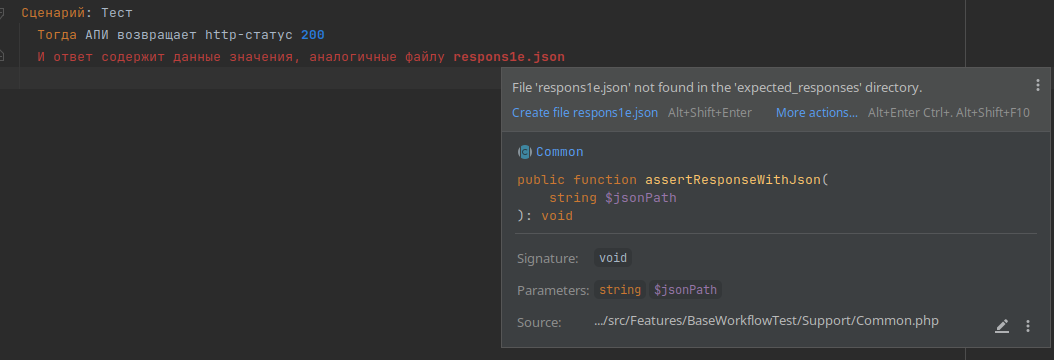 Сценарий: Тест
Тогда АПИ возвращает http-статус 200
И ответ содержит данные значения, аналогичные файлу respons1e.json
File 'respons1e.json' not found in the 'expected_responses' directory.
Create file respons1e.json Alt+Shift+Enter More actions... Alt+Enter Ctrl+. Alt+Shift+F10
C Common
public function assertResponseWithJson(
string $jsonPath
): void
Signature: void
Parameters: string $jsonPath
Source: .../src/Features/BaseWorkflowTest/Support/Common.php